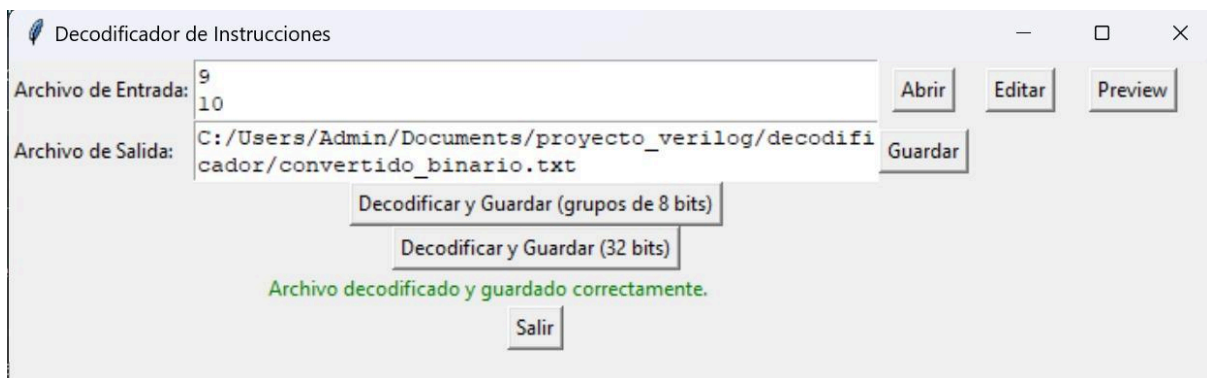 Decodificador de Instrucciones
Archivo de Entrada:
9
10
Abrir Editar Preview
Archivo de Salida:
C:/Users/Admin/Documents/proyecto_verilog/decodifi
cador/convertido_binario.txt
Guardar
Decodificar y Guardar (grupos de 8 bits)
Decodificar y Guardar (32 bits)
Archivo decodificado y guardado correctamente.
Salir